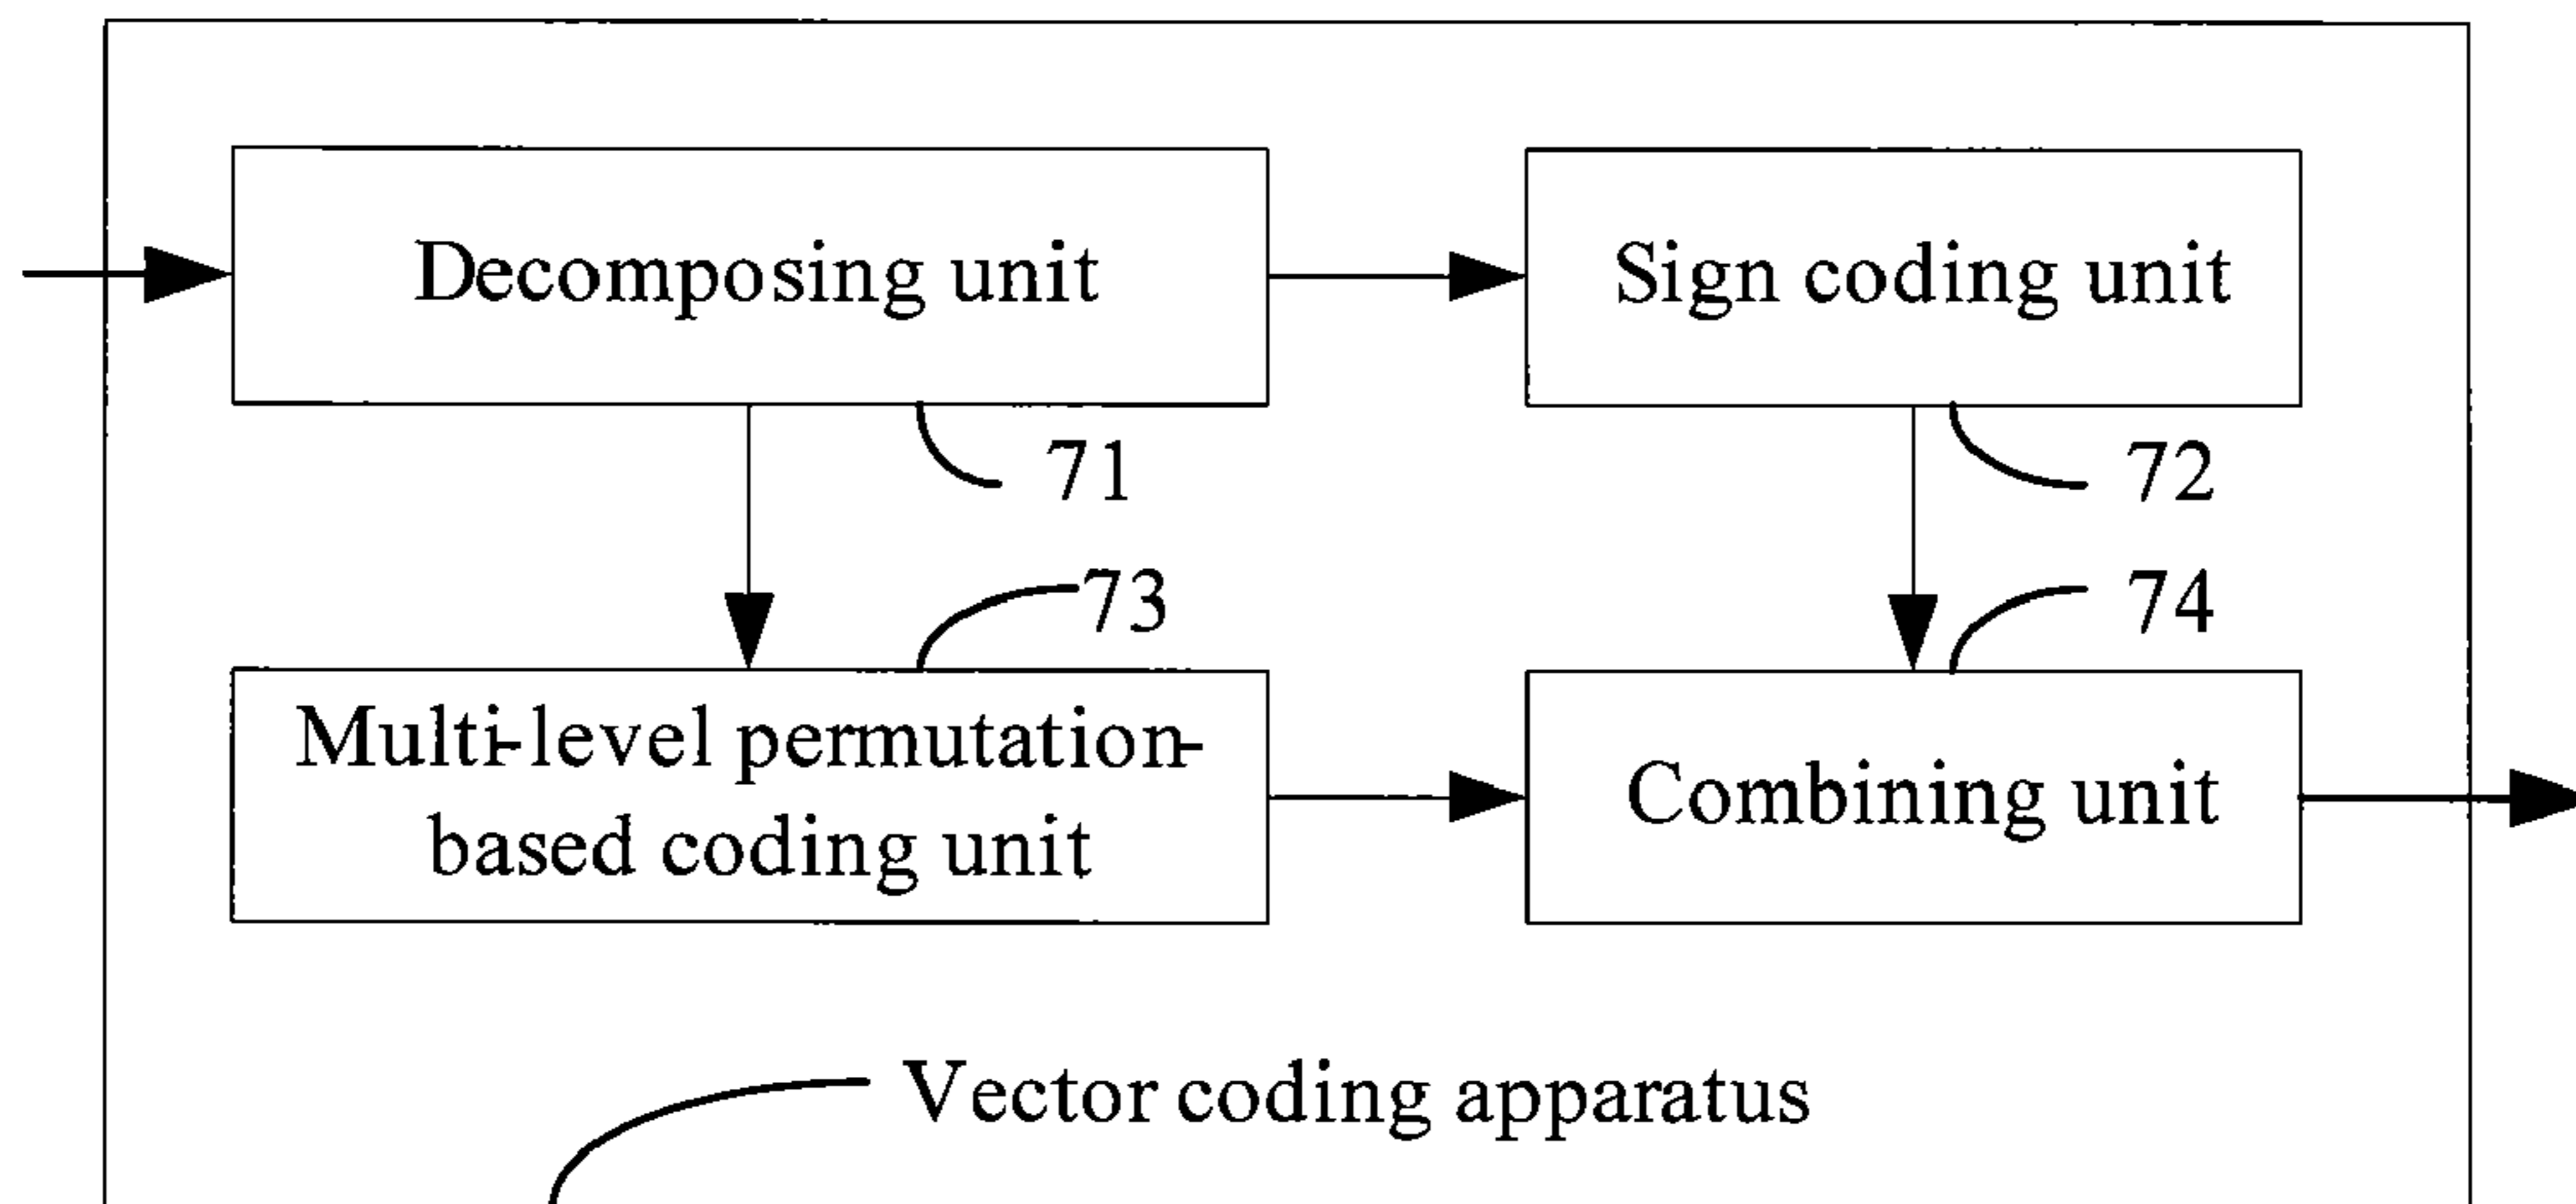 Decomposing unit
Sign coding unit
71
72
73
74
Multi-level permutation-
based coding unit
Combining unit
Vector coding apparatus